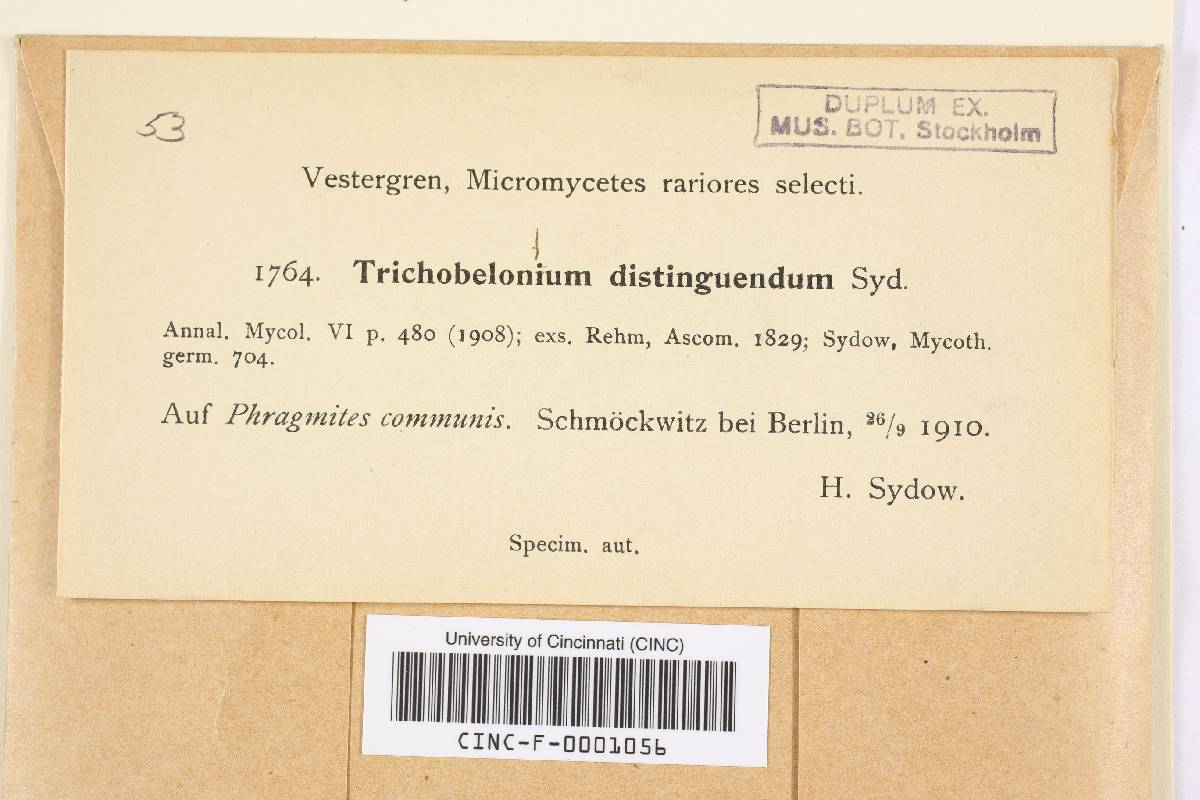 53
DUPLUM EX.
MUS. BOT. Stockholm
Vestergren, Micromycetes rariores selecti.
1764. Trichobelonium distinguendum Syd.
Annal. Mycol. VI p. 480 (1908); exs. Rehm, Ascom. 1829; Sydow, Mycoth.
germ. 704.
Auf Phragmites communis. Schmöckwitz bei Berlin, 26/9 1910.
H. Sydow.
Specim. aut.
University of Cincinnati (CINC)
CINC-F-0001056